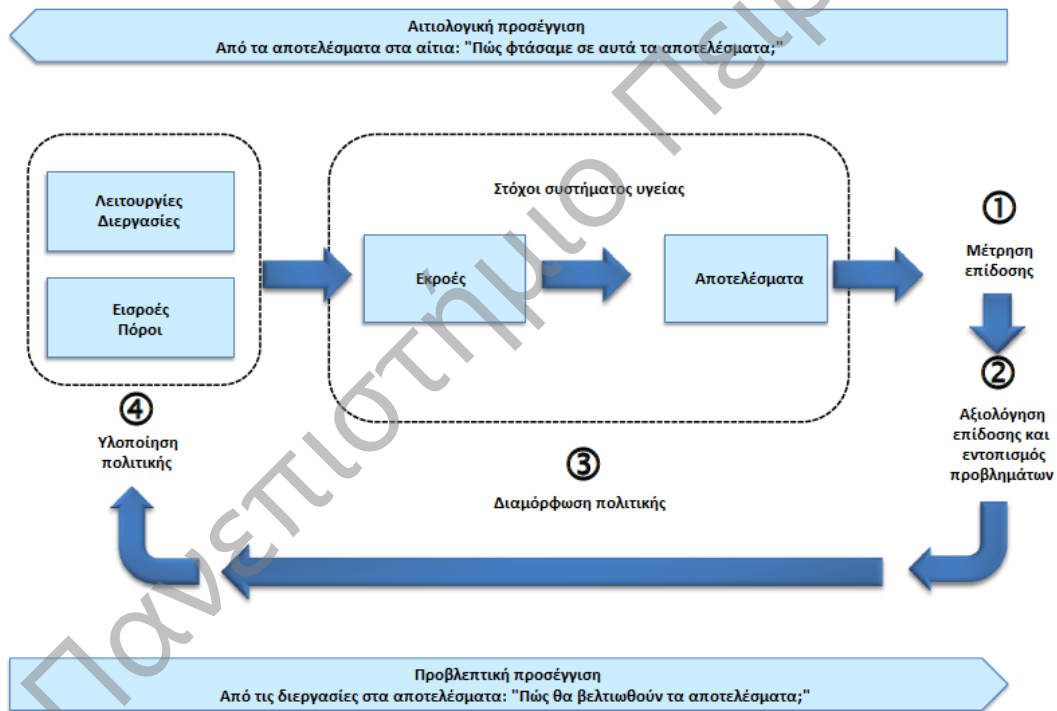 Αιτιολογική προσέγγιση
Από τα αποτελέσματα στα αίτια: "Πώς φτάσαμε σε αυτά τα αποτελέσματα;"
Λειτουργίες
Διεργασίες
Εισροές
Πόροι
Στόχοι συστήματος υγείας
Εκροές
Αποτελέσματα
①
Μέτρηση
επίδοσης
②
Αξιολόγηση
επίδοσης και
εντοπισμός
προβλημάτων
③
Διαμόρφωση πολιτικής
④
Υλοποίηση
πολιτικής
Προβλεπτική προσέγγιση
Από τις διεργασίες στα αποτελέσματα: "Πώς θα βελτιωθούν τα αποτελέσματα;"
Πανεπιστήμιο